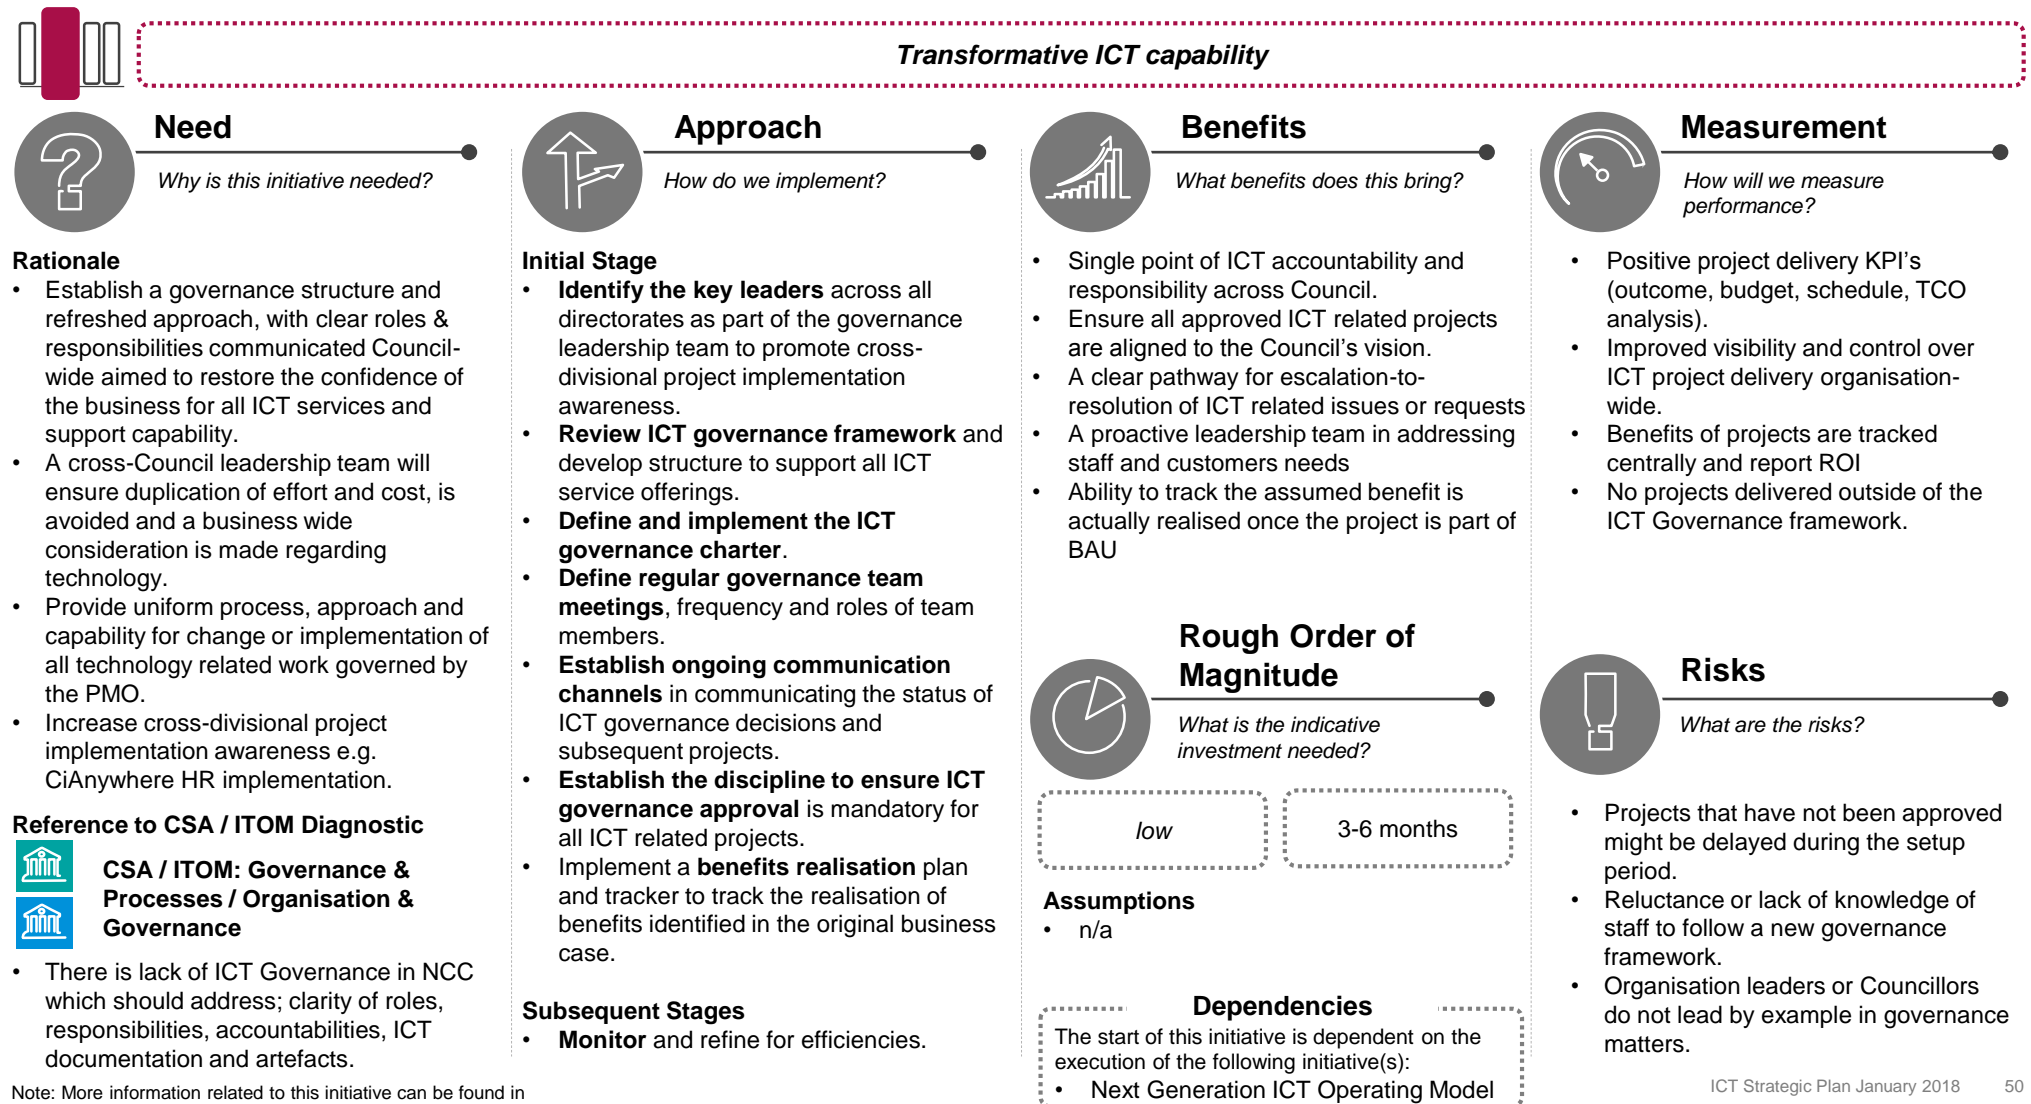 Transformative ICT capability
Need
Why is this initiative needed?
Rationale
• Establish a governance structure and
refreshed approach, with clear roles &
responsibilities communicated Council-
wide aimed to restore the confidence of
the business for all ICT services and
support capability.
• A cross-Council leadership team will
ensure duplication of effort and cost, is
avoided and a business wide
consideration is made regarding
technology.
• Provide uniform process, approach and
capability for change or implementation of
all technology related work governed by
the PMO.
• Increase cross-divisional project
implementation awareness e.g.
CiAnywhere HR implementation.
Reference to CSA / ITOM Diagnostic
CSA / ITOM: Governance &
Processes / Organisation &
Governance
• There is lack of ICT Governance in NCC
which should address; clarity of roles,
responsibilities, accountabilities, ICT
documentation and artefacts.
Note: More information related to this initiative can be found in
Approach
How do we implement?
Initial Stage
• Identify the key leaders across all
directorates as part of the governance
leadership team to promote cross-
divisional project implementation
awareness.
• Review ICT governance framework and
develop structure to support all ICT
service offerings.
• Define and implement the ICT
governance charter.
• Define regular governance team
meetings, frequency and roles of team
members.
• Establish ongoing communication
channels in communicating the status of
ICT governance decisions and
subsequent projects.
• Establish the discipline to ensure ICT
governance approval is mandatory for
all ICT related projects.
• Implement a benefits realisation plan
and tracker to track the realisation of
benefits identified in the original business
case.
Subsequent Stages
• Monitor and refine for efficiencies.
Benefits
What benefits does this bring?
• Single point of ICT accountability and
responsibility across Council.
• Ensure all approved ICT related projects
are aligned to the Council's vision.
• A clear pathway for escalation-to-
resolution of ICT related issues or requests
• A proactive leadership team in addressing
staff and customers needs
• Ability to track the assumed benefit is
actually realised once the project is part of
BAU
Rough Order of
Magnitude
What is the indicative
investment needed?
low
3-6 months
Assumptions
• n/a
Dependencies
The start of this initiative is dependent on the
execution of the following initiative(s):
• Next Generation ICT Operating Model
Measurement
How will we measure
performance?
• Positive project delivery KPI's
(outcome, budget, schedule, TCO
analysis).
• Improved visibility and control over
ICT project delivery organisation-
wide.
• Benefits of projects are tracked
centrally and report ROI
• No projects delivered outside of the
ICT Governance framework.
Risks
What are the risks?
• Projects that have not been approved
might be delayed during the setup
period.
• Reluctance or lack of knowledge of
staff to follow a new governance
framework.
• Organisation leaders or Councillors
do not lead by example in governance
matters.
ICT Strategic Plan January 2018 50